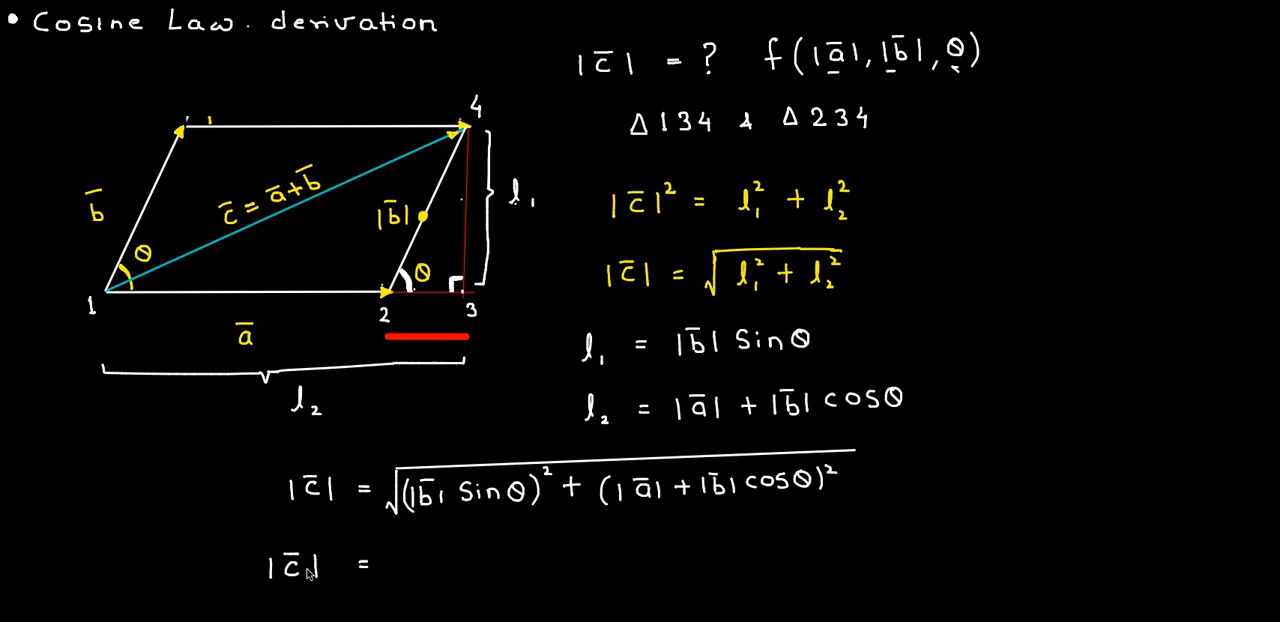 • Cosine Law. derivation
|c̄| = ? f(|ā|, |b̄|, θ)
Δ134 & Δ234
|c̄|² = l₁² + l₂²
|c̄| = √(l₁² + l₂²)
l₁ = |b̄| Sinθ
l₂ = |ā| + |b̄| cosθ
4
b̄
c̄ = ā+b̄
|b̄|
l₁
θ
θ
1
2
3
ā
l₂
|c̄| = √((|b̄| Sinθ)² + (|ā| + |b̄| cosθ)²)
|c̄| =